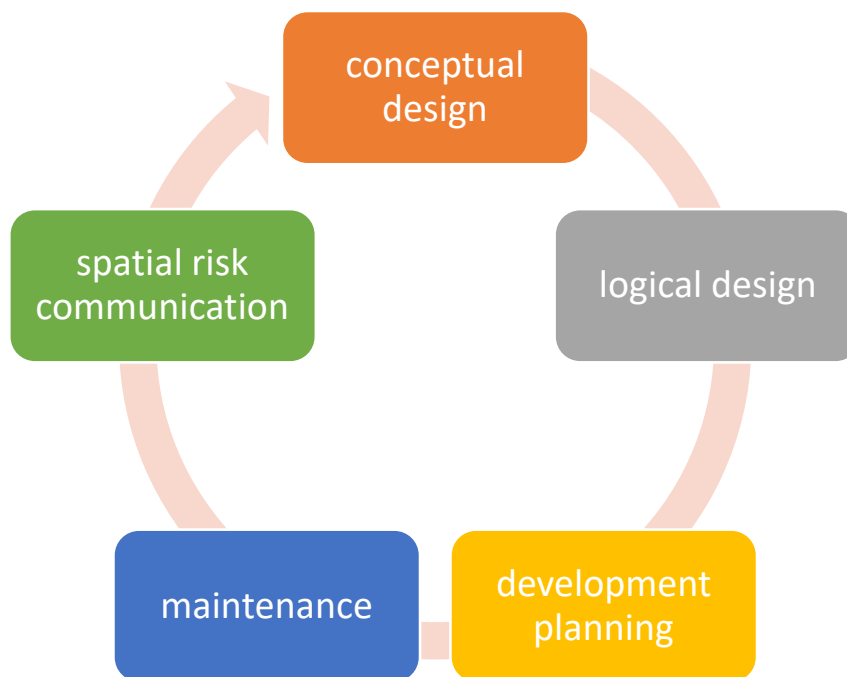 conceptual
design
logical design
development
planning
maintenance
spatial risk
communication